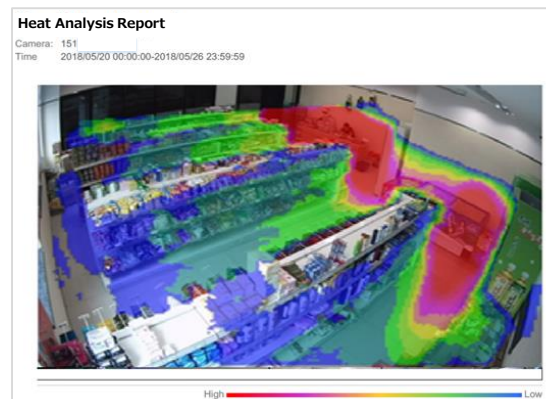 Heat Analysis Report
Camera: 151
Time 2018/05/20 00:00:00-2018/05/26 23:59:59
High Low